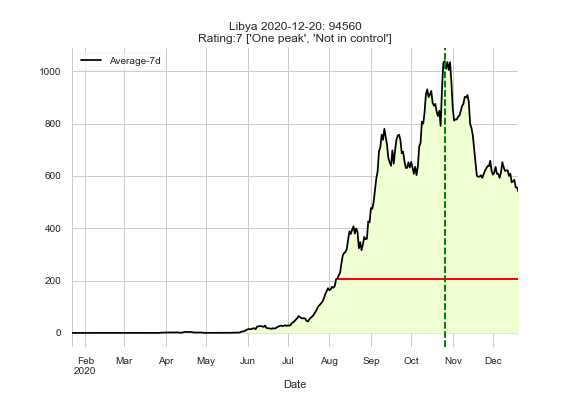 Libya 2020-12-20: 94560
Rating:7 ['One peak', 'Not in control']
Average-7d
1000
800
600
400
200
0
Feb Mar Apr May Jun Jul Aug Sep Oct Nov Dec
2020
Date